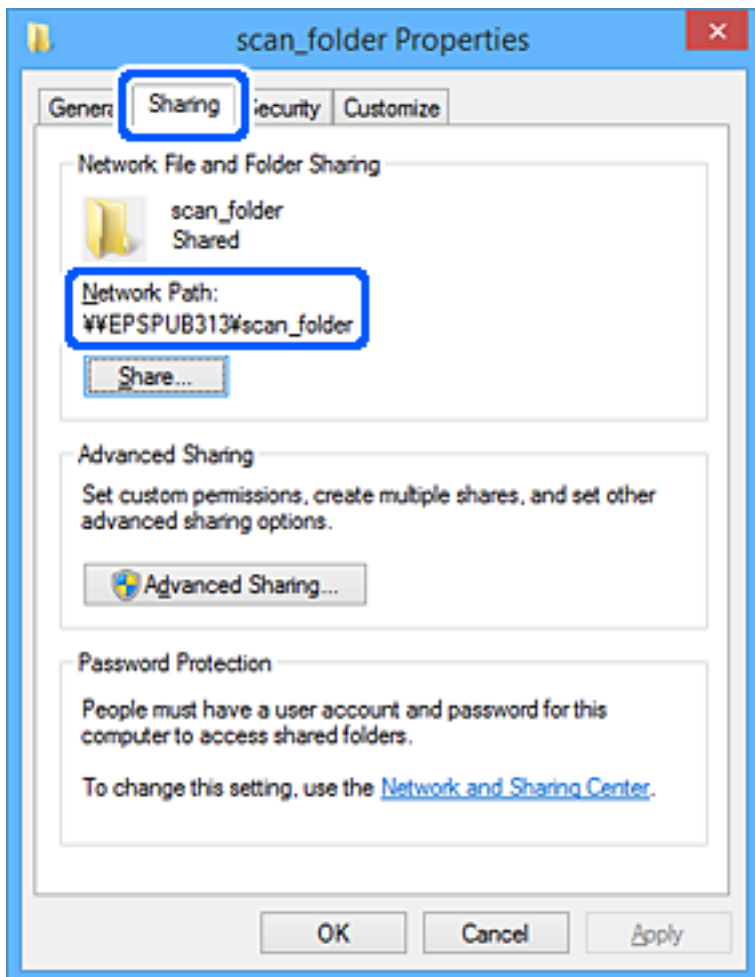 scan_folder Properties
Sharing
Customize
Network File and Folder Sharing
scan_folder
Shared
Network Path:
¥¥EPSPUB313¥scan_folder
Share...
Advanced Sharing
Set custom permissions, create multiple shares, and set other
advanced sharing options.
Advanced Sharing...
Password Protection
People must have a user account and password for this
computer to access shared folders.
To change this setting, use the Network and Sharing Center.
OK
Cancel
Apply